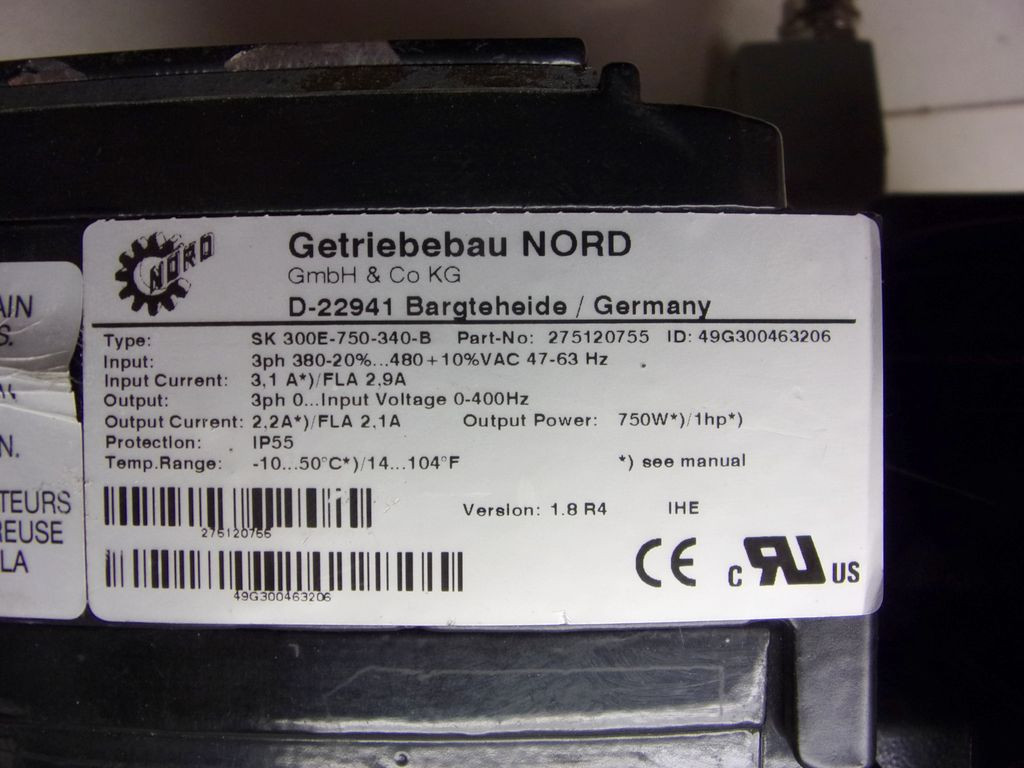 NORD
Getriebebau NORD
GmbH & Co KG
D-22941 Bargteheide / Germany
Type: SK 300E-750-340-B Part-No: 275120755 ID: 49G300463206
Input: 3ph 380-20%...480+10%VAC 47-63 Hz
Input Current: 3,1 A*)/FLA 2,9A
Output: 3ph 0...Input Voltage 0-400Hz
Output Current: 2,2A*)/FLA 2,1A Output Power: 750W*)/1hp*)
Protection: IP55
Temp.Range: -10...50°C*)/14...104°F *) see manual
275120755
Version: 1.8 R4 IHE
49G300463206
CE c RU US
AIN
S.
N.
TEURS
REUSE
LA